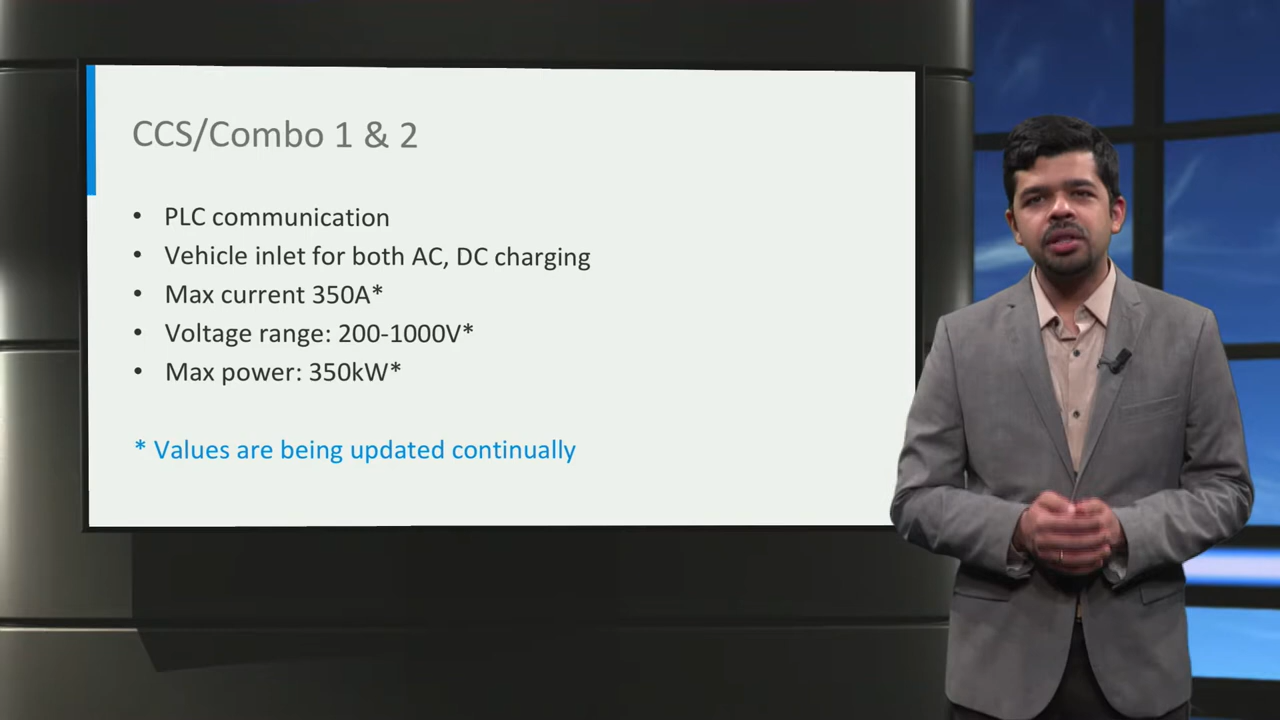 CCS/Combo 1 & 2
• PLC communication
• Vehicle inlet for both AC, DC charging
• Max current 350A*
• Voltage range: 200-1000V*
• Max power: 350kW*
* Values are being updated continually